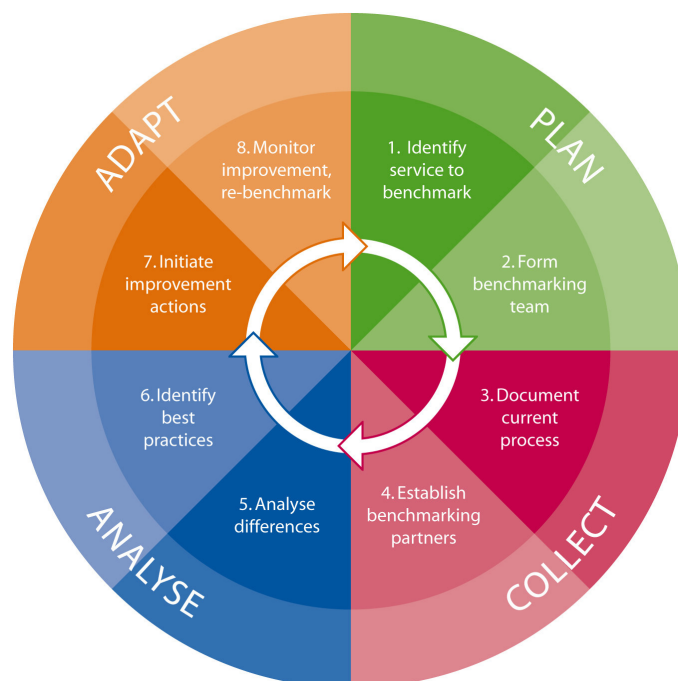 PLAN
1. Identify
service to
benchmark
2. Form
benchmarking
team
COLLECT
3. Document
current
process
4. Establish
benchmarking
partners
ANALYSE
5. Analyse
differences
6. Identify
best
practices
ADAPT
7. Initiate
improvement
actions
8. Monitor
improvement,
re-benchmark